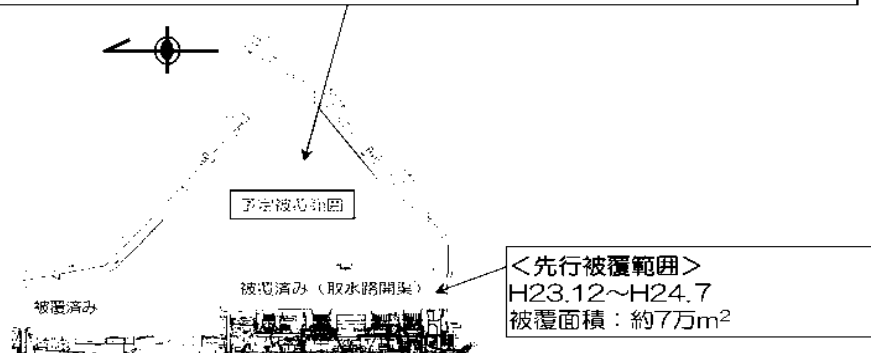 予定被覆範囲
被覆済み（取水路開渠）
被覆済み
＜先行被覆範囲＞
H23.12～H24.7
被覆面積：約7万m²